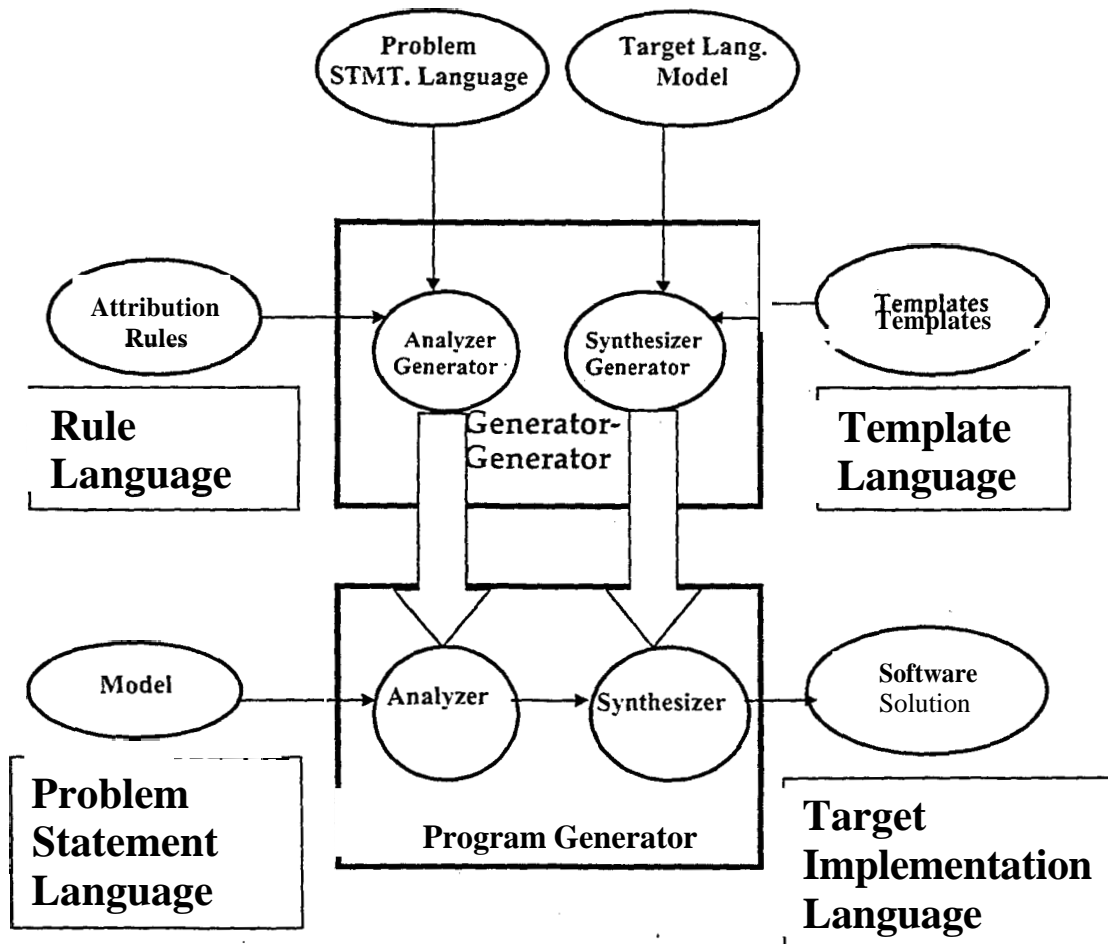 Problem
STMT. Language
Target Lang.
Model
Attribution
Rules
Analyzer
Generator
Synthesizer
Generator
Templates
Templates
Rule
Language
Generator-
Generator
Template
Language
Model
Analyzer
Synthesizer
Software
Solution
Problem
Statement
Language
Program Generator
Target
Implementation
Language